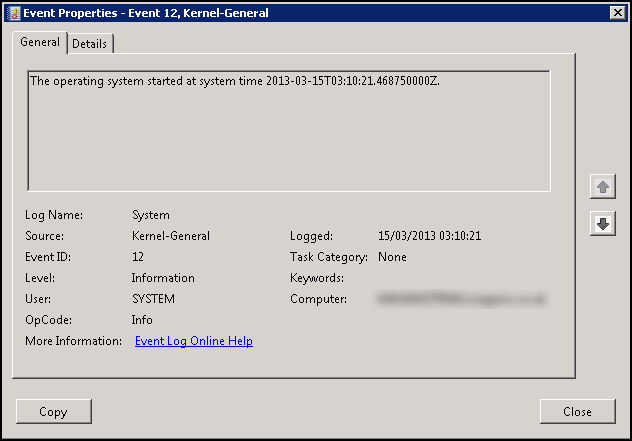 Event Properties - Event 12, Kernel-General
General Details
The operating system started at system time 2013-03-15T03:10:21.468750000Z.
Log Name: System
Source: Kernel-General Logged: 15/03/2013 03:10:21
Event ID: 12 Task Category: None
Level: Information Keywords:
User: SYSTEM Computer:
OpCode: Info
More Information: Event Log Online Help
Copy Close